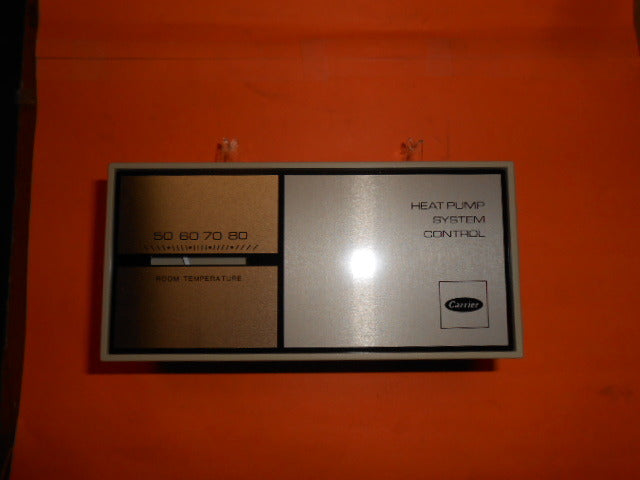 50 60 70 80
ROOM TEMPERATURE
HEAT PUMP
SYSTEM
CONTROL
Carrier